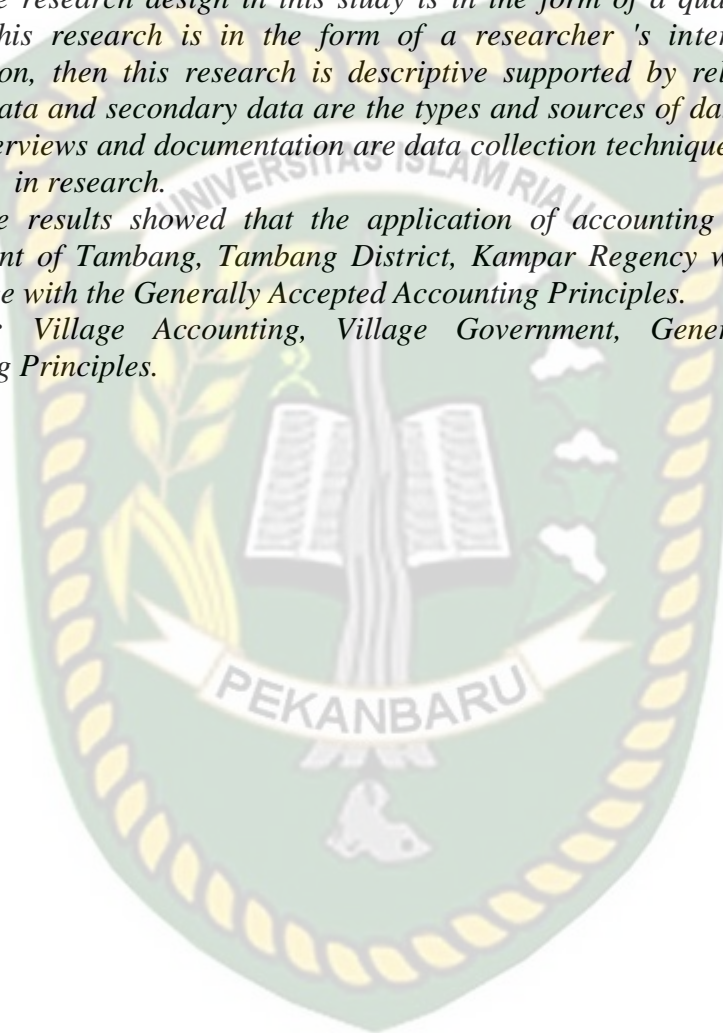 e research design in this study is in the form of a qua
his research is in the form of a researcher 's inter
on, then this research is descriptive supported by rel
ata and secondary data are the types and sources of da
erviews and documentation are data collection technique
in research.
UNIVERSITAS ISLAM RIAU
e results showed that the application of accounting
nt of Tambang, Tambang District, Kampar Regency w
e with the Generally Accepted Accounting Principles.
: Village Accounting, Village Government, Gener
g Principles.
PEKANBARU